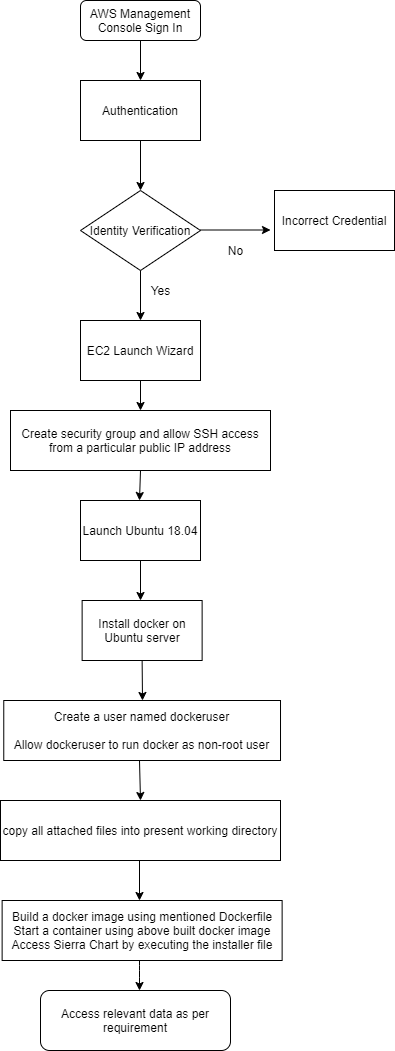 AWS Management
Console Sign In
Authentication
Identity Verification
Incorrect Credential
No
Yes
EC2 Launch Wizard
Create security group and allow SSH access
from a particular public IP address
Launch Ubuntu 18.04
Install docker on
Ubuntu server
Create a user named dockeruser
Allow dockeruser to run docker as non-root user
copy all attached files into present working directory
Build a docker image using mentioned Dockerfile
Start a container using above built docker image
Access Sierra Chart by executing the installer file
Access relevant data as per
requirement